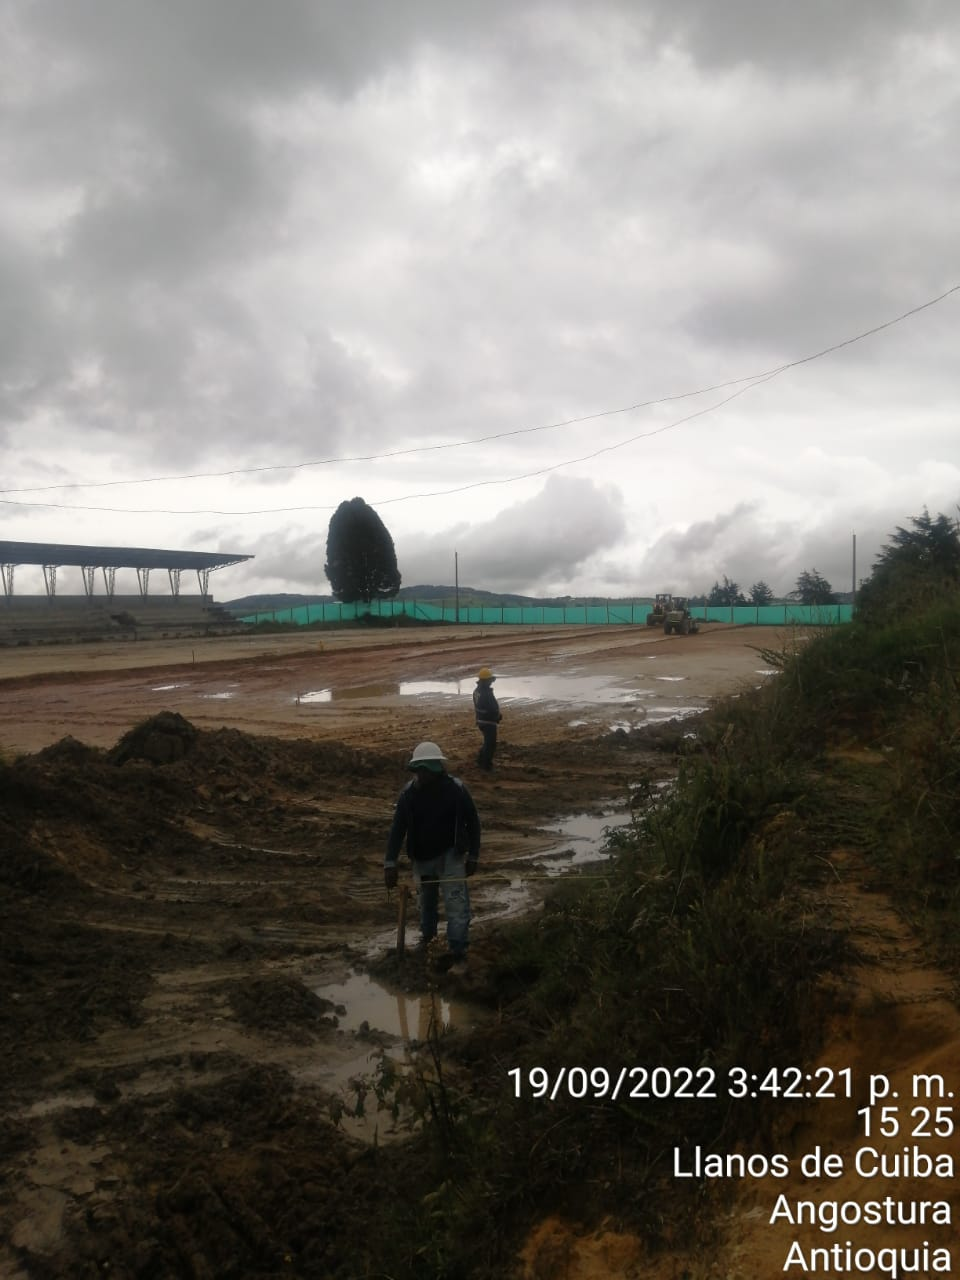 19/09/2022 3:42:21 p. m.
15 25
Llanos de Cuiba
Angostura
Antioquia